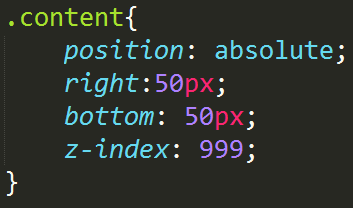 .content{
    position: absolute;
    right:50px;
    bottom: 50px;
    z-index: 999;
}